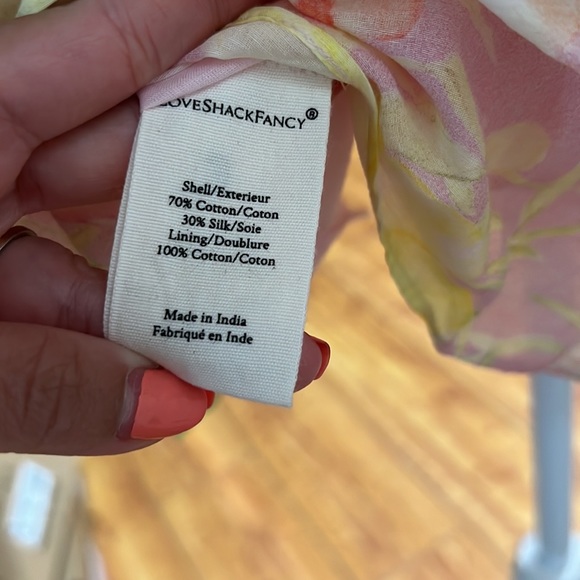 LOVESHACKFANCY®
Shell/Exterieur
70% Cotton/Coton
30% Silk/Soie
Lining/Doublure
100% Cotton/Coton
Made in India
Fabriqué en Inde